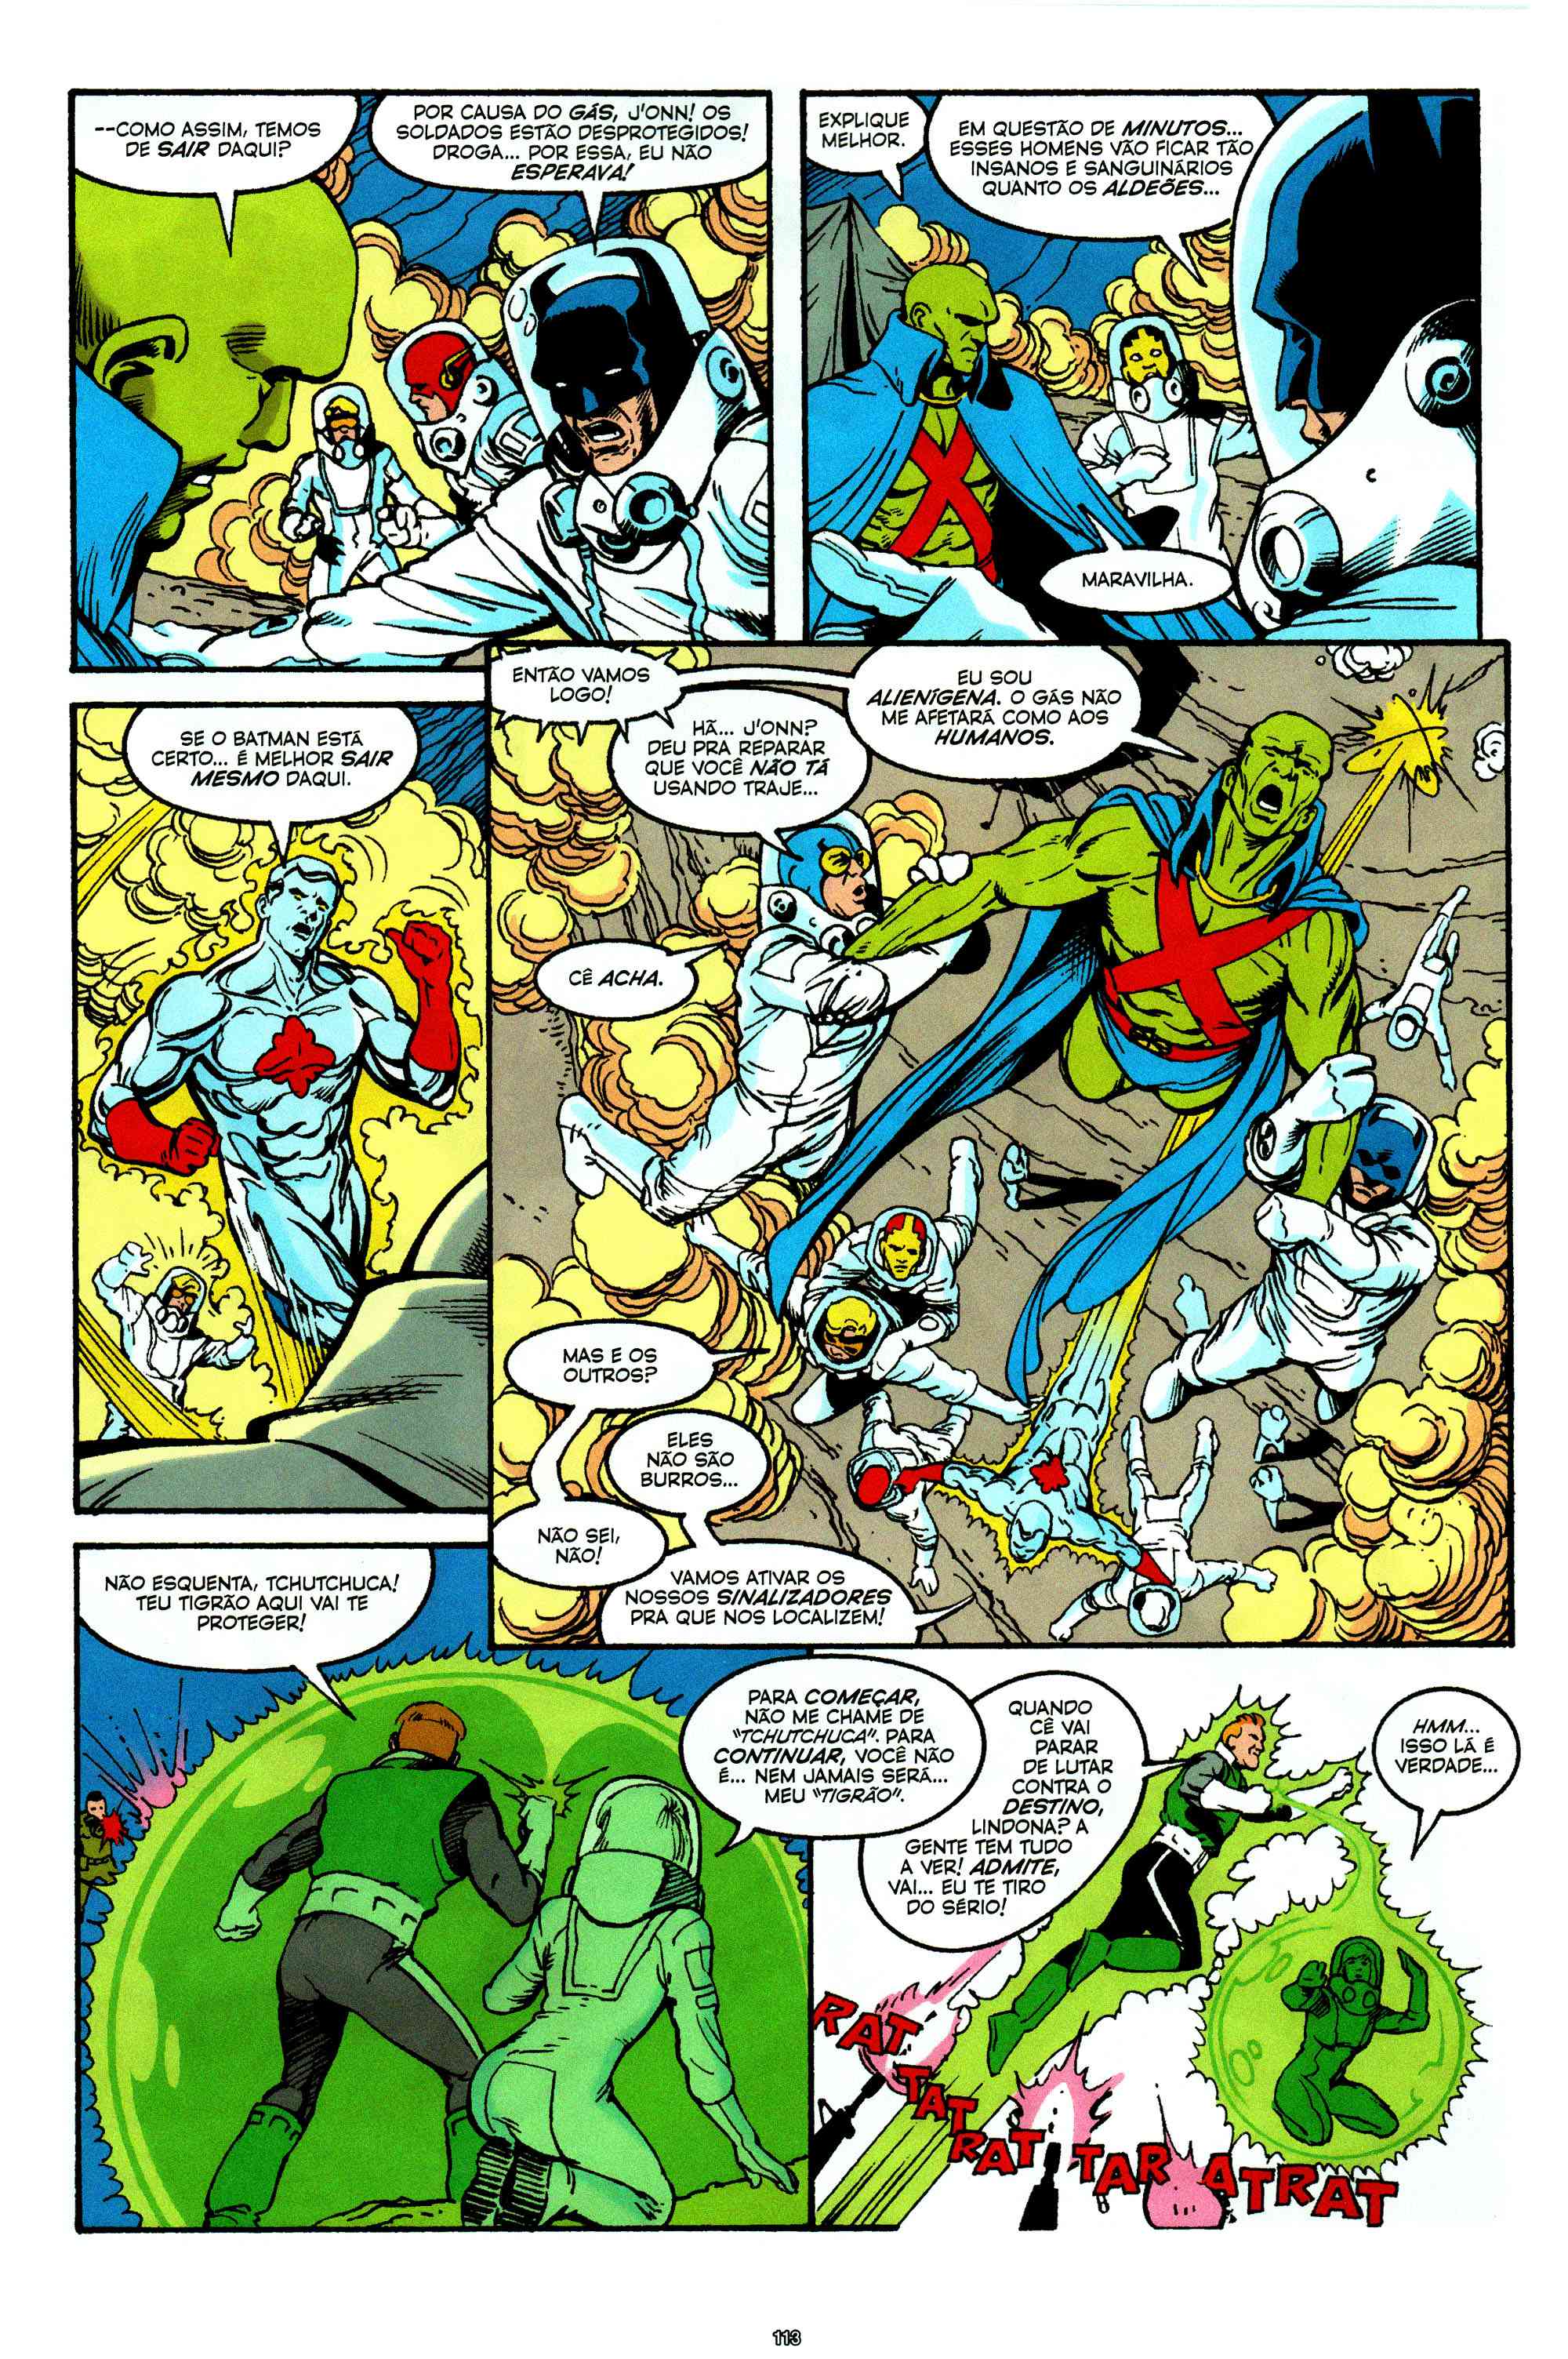 --COMO ASSIM, TEMOS
DE SAIR DAQUI?
POR CAUSA DO GÁS, J'ONN! OS
SOLDADOS ESTÃO DESPROTEGIDOS!
DROGA... POR ESSA, EU NÃO
ESPERAVA!
EXPLIQUE
MELHOR.
EM QUESTÃO DE MINUTOS...
ESSES HOMENS VÃO FICAR TÃO
INSANOS E SANGUINÁRIOS
QUANTO OS ALDEÕES...
MARAVILHA.
SE O BATMAN ESTÁ
CERTO... É MELHOR SAIR
MESMO DAQUI.
ENTÃO VAMOS
LOGO!
HÃ... J'ONN?
DEU PRA REPARAR
QUE VOCÊ NÃO TÁ
USANDO TRAJE...
EU SOU
ALIENÍGENA. O GÁS NÃO
ME AFETARÁ COMO AOS
HUMANOS.
CÊ ACHA.
MAS E OS
OUTROS?
ELES
NÃO SÃO
BURROS...
NÃO SEI,
NÃO!
VAMOS ATIVAR OS
NOSSOS SINALIZADORES
PRA QUE NOS LOCALIZEM!
NÃO ESQUENTA, TCHUTCHUCA!
TEU TIGRÃO AQUI VAI TE
PROTEGER!
PARA COMEÇAR,
NÃO ME CHAME DE
"TCHUTCHUCA". PARA
CONTINUAR, VOCÊ NÃO
É... NEM JAMAIS SERÁ...
MEU "TIGRÃO".
QUANDO
CÊ VAI
PARAR
DE LUTAR
CONTRA O
DESTINO,
LINDONA? A
GENTE TEM TUDO
A VER! ADMITE,
VAI... EU TE TIRO
DO SÉRIO!
HMM...
ISSO LÁ É
VERDADE...
RAT
TAT
RAT
TAR
ATRAT
113